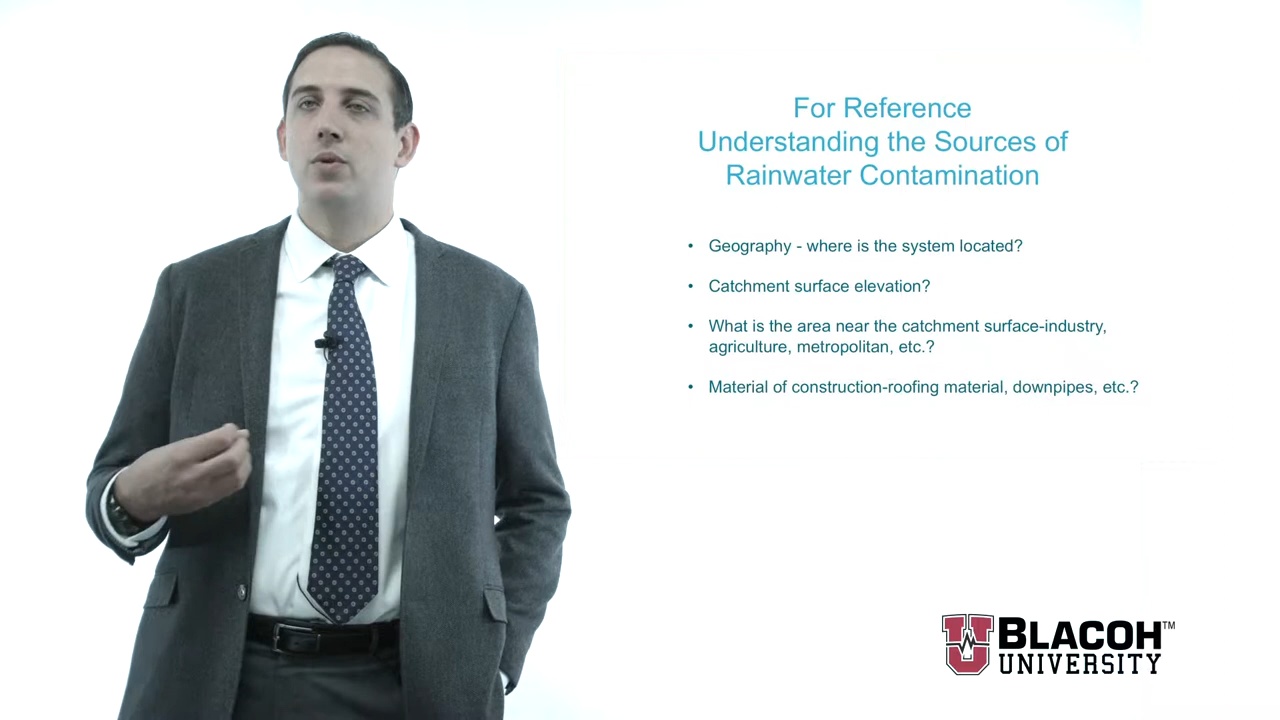 For Reference
Understanding the Sources of
Rainwater Contamination
• Geography - where is the system located?
• Catchment surface elevation?
• What is the area near the catchment surface-industry,
agriculture, metropolitan, etc.?
• Material of construction-roofing material, downpipes, etc.?
U BLACOH™
UNIVERSITY